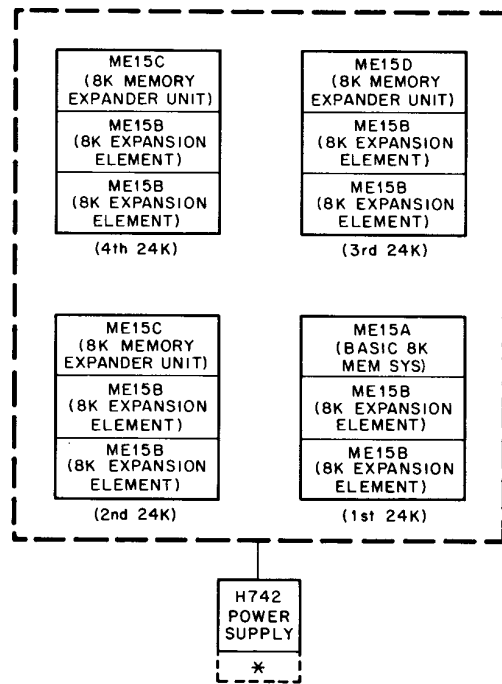 ME15C
(8K MEMORY
EXPANDER UNIT)
ME15B
(8K EXPANSION
ELEMENT)
ME15B
(8K EXPANSION
ELEMENT)
(4th 24K)
ME15D
(8K MEMORY
EXPANDER UNIT)
ME15B
(8K EXPANSION
ELEMENT)
ME15B
(8K EXPANSION
ELEMENT)
(3rd 24K)
ME15C
(8K MEMORY
EXPANDER UNIT)
ME15B
(8K EXPANSION
ELEMENT)
ME15B
(8K EXPANSION
ELEMENT)
(2nd 24K)
ME15A
(BASIC 8K
MEM SYS)
ME15B
(8K EXPANSION
ELEMENT)
ME15B
(8K EXPANSION
ELEMENT)
(1st 24K)
H742
POWER
SUPPLY
*